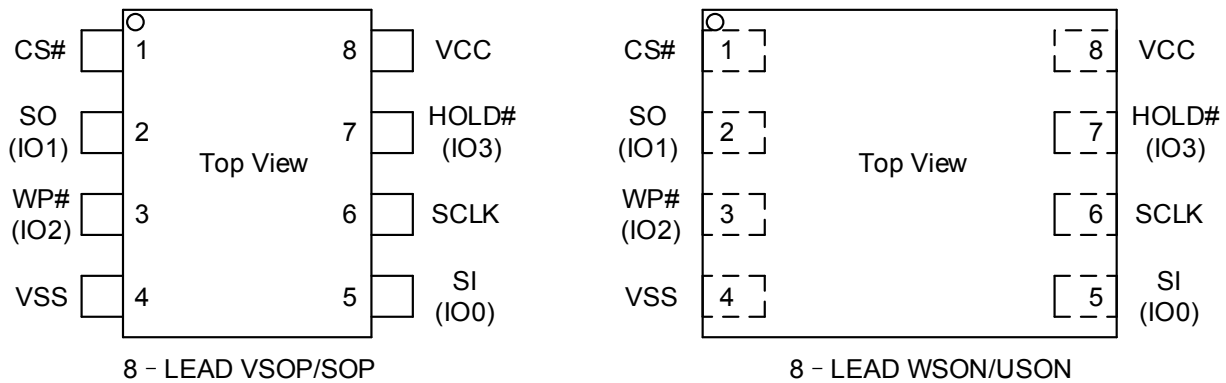 CS# 1 8 VCC
SO (IO1) 2 7 HOLD# (IO3)
Top View
WP# (IO2) 3 6 SCLK
VSS 4 5 SI (IO0)
8 – LEAD VSOP/SOP
CS# 1 8 VCC
SO (IO1) 2 7 HOLD# (IO3)
Top View
WP# (IO2) 3 6 SCLK
VSS 4 5 SI (IO0)
8 – LEAD WSON/USON